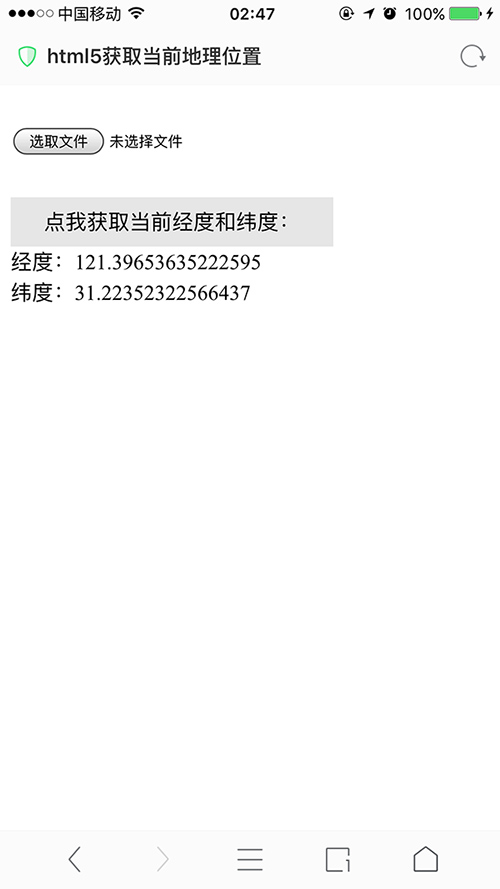 中国移动 02:47 100%
html5获取当前地理位置
选取文件 未选择文件
点我获取当前经度和纬度：
经度：121.39653635222595
纬度：31.22352322566437
1